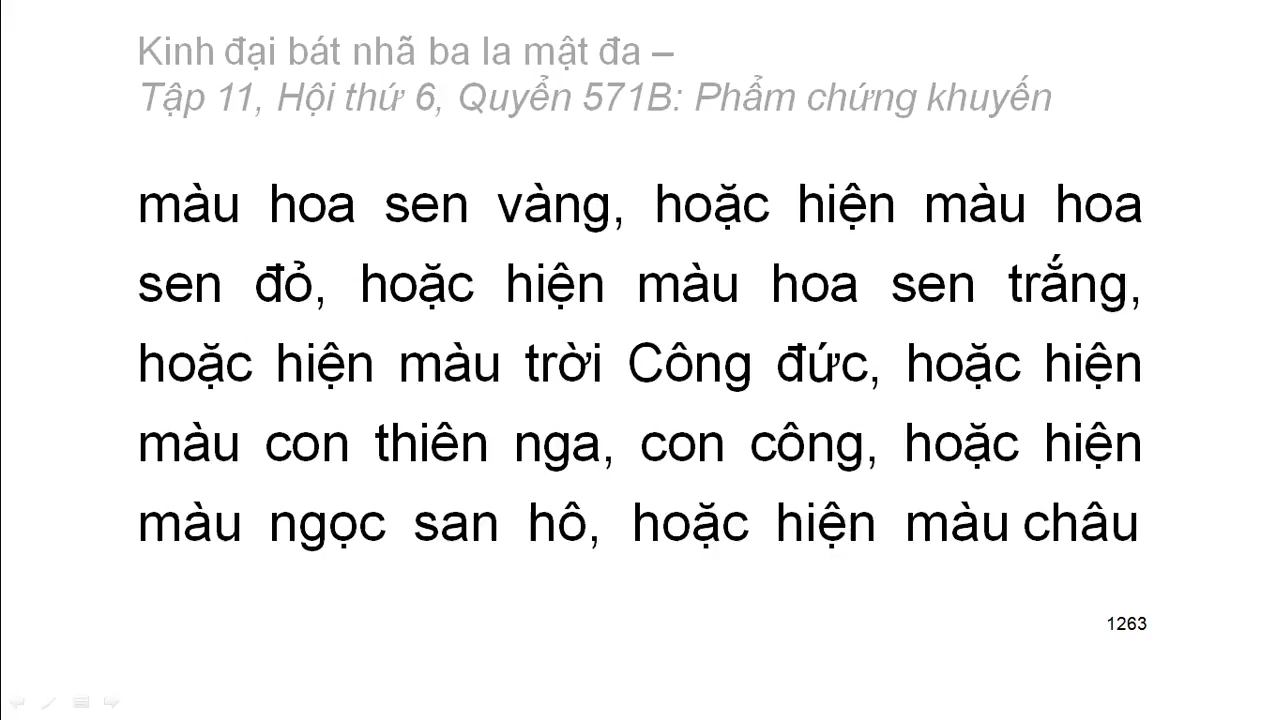 Kinh đại bát nhã ba la mật đa –
Tập 11, Hội thứ 6, Quyển 571B: Phẩm chứng khuyến
màu hoa sen vàng, hoặc hiện màu hoa
sen đỏ, hoặc hiện màu hoa sen trắng,
hoặc hiện màu trời Công đức, hoặc hiện
màu con thiên nga, con công, hoặc hiện
màu ngọc san hô, hoặc hiện màu châu
1263